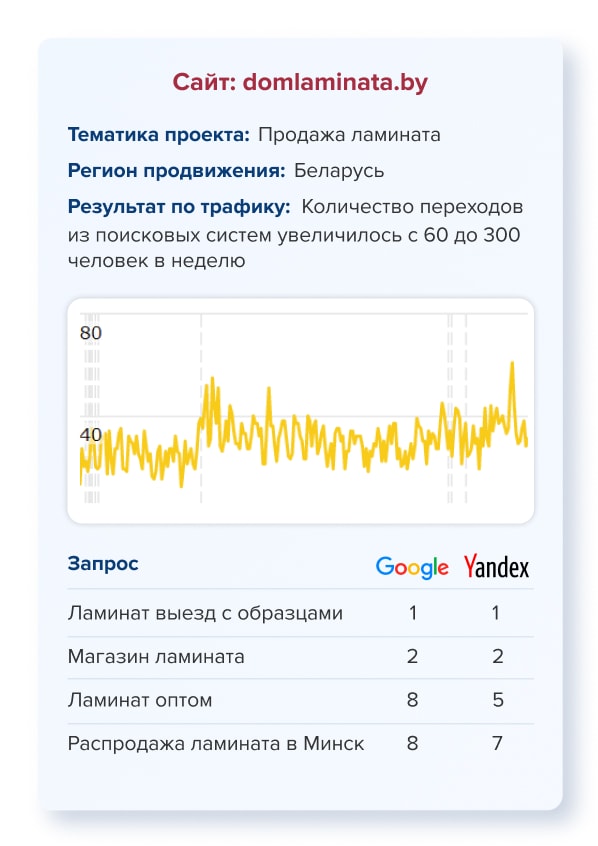 Сайт: domlaminata.by
Тематика проекта: Продажа ламината
Регион продвижения: Беларусь
Результат по трафику: Количество переходов
из поисковых систем увеличилось с 60 до 300
человек в неделю
80
40
Запрос Google Yandex
Ламинат выезд с образцами 1 1
Магазин ламината 2 2
Ламинат оптом 8 5
Распродажа ламината в Минск 8 7